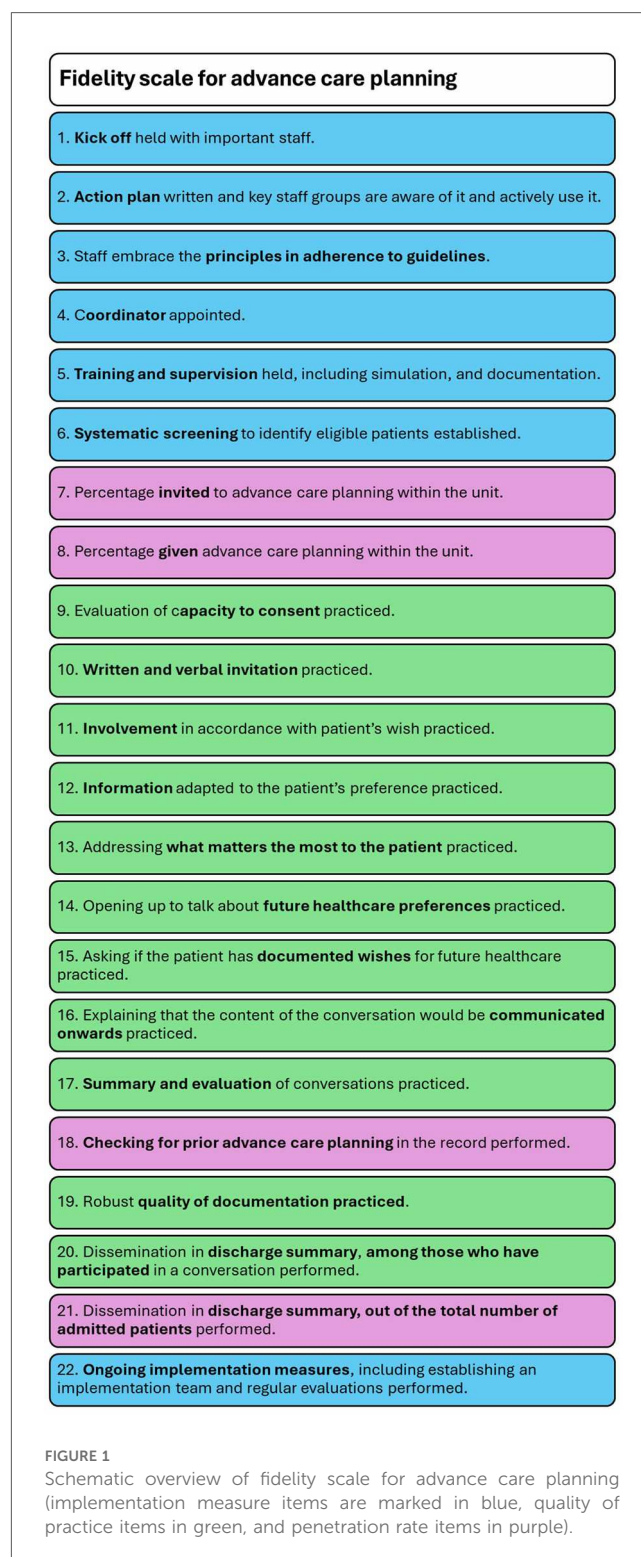 Fidelity scale for advance care planning
1. Kick off held with important staff.
2. Action plan written and key staff groups are aware of it and actively use it.
3. Staff embrace the principles in adherence to guidelines.
4. Coordinator appointed.
5. Training and supervision held, including simulation, and documentation.
6. Systematic screening to identify eligible patients established.
7. Percentage invited to advance care planning within the unit.
8. Percentage given advance care planning within the unit.
9. Evaluation of capacity to consent practiced.
10. Written and verbal invitation practiced.
11. Involvement in accordance with patient's wish practiced.
12. Information adapted to the patient's preference practiced.
13. Addressing what matters the most to the patient practiced.
14. Opening up to talk about future healthcare preferences practiced.
15. Asking if the patient has documented wishes for future healthcare
practiced.
16. Explaining that the content of the conversation would be communicated
onwards practiced.
17. Summary and evaluation of conversations practiced.
18. Checking for prior advance care planning in the record performed.
19. Robust quality of documentation practiced.
20. Dissemination in discharge summary, among those who have
participated in a conversation performed.
21. Dissemination in discharge summary, out of the total number of
admitted patients performed.
22. Ongoing implementation measures, including establishing an
implementation team and regular evaluations performed.
FIGURE 1
Schematic overview of fidelity scale for advance care planning
(implementation measure items are marked in blue, quality of
practice items in green, and penetration rate items in purple).